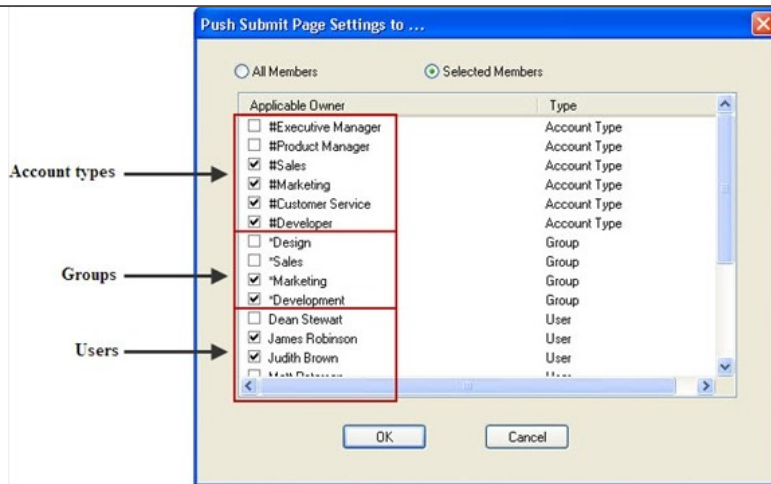 Push Submit Page Settings to ...
All Members Selected Members
Applicable Owner Type
#Executive Manager Account Type
#Product Manager Account Type
Account types #Sales Account Type
#Marketing Account Type
#Customer Service Account Type
#Developer Account Type
*Design Group
*Sales Group
Groups *Marketing Group
*Development Group
Dean Stewart User
James Robinson User
Users Judith Brown User
OK Cancel